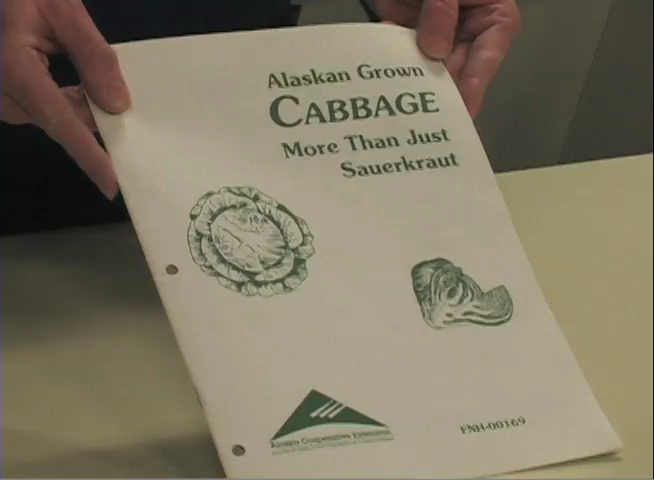 Alaskan Grown
CABBAGE
More Than Just
Sauerkraut
Alaska Cooperative Extension
FNH-00169